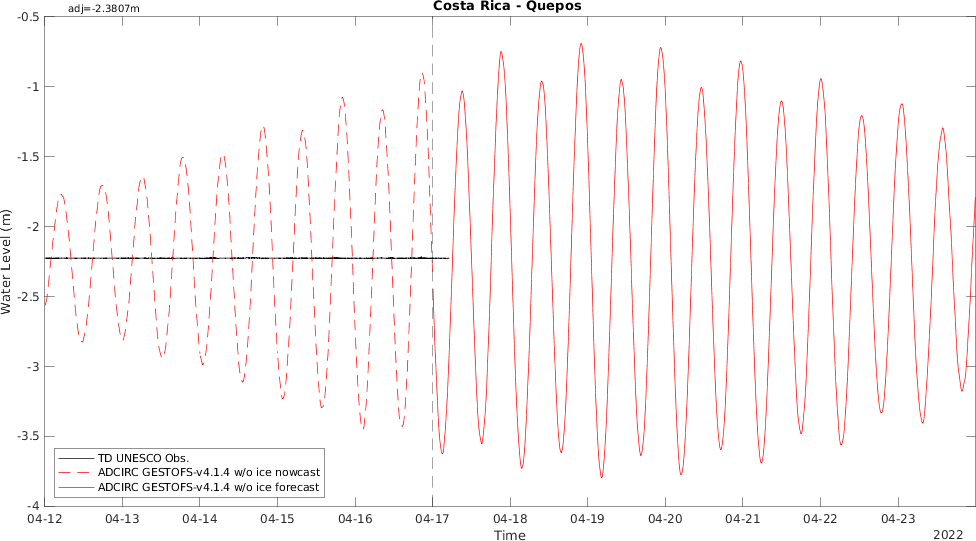 Costa Rica - Quepos
adj=-2.3807m
-0.5
-1
-1.5
-2
-2.5
-3
-3.5
-4
Water Level (m)
TD UNESCO Obs.
ADCIRC GESTOFS-v4.1.4 w/o ice nowcast
ADCIRC GESTOFS-v4.1.4 w/o ice forecast
04-12 04-13 04-14 04-15 04-16 04-17 04-18 04-19 04-20 04-21 04-22 04-23
Time
2022